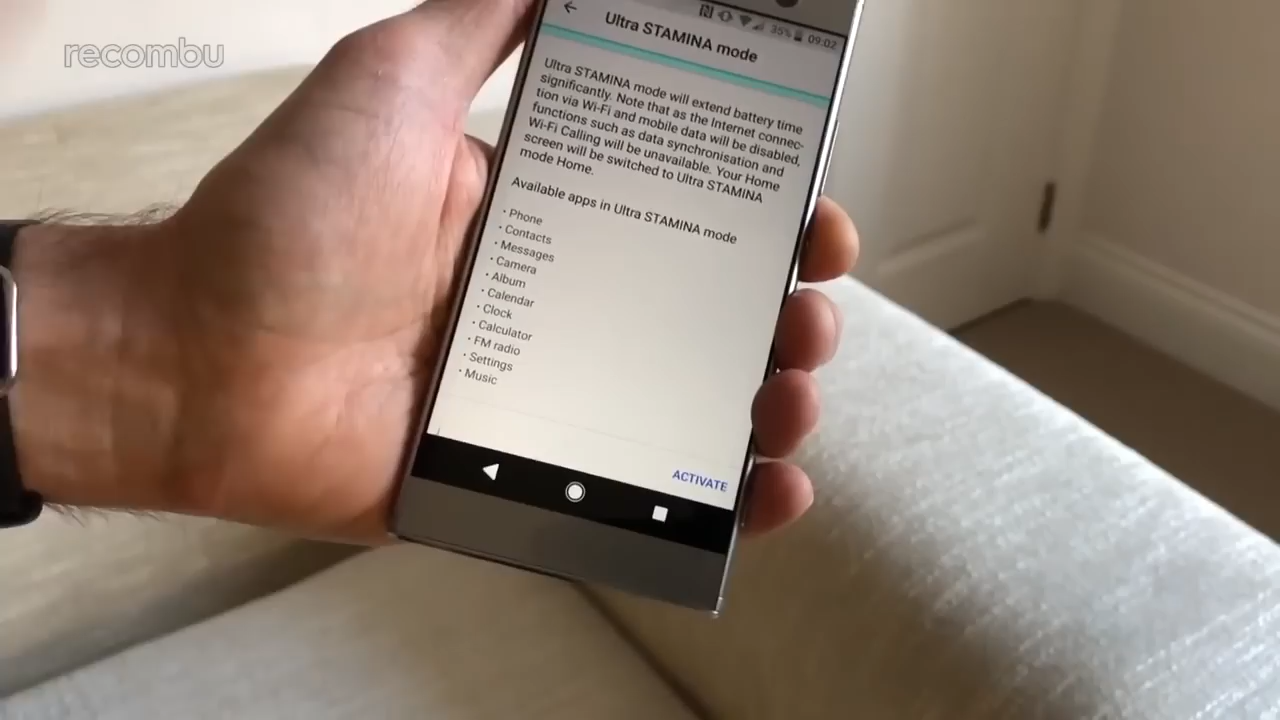 recombu
35% 09:02
Ultra STAMINA mode
Ultra STAMINA mode will extend battery time
significantly. Note that as the Internet connec-
tion via Wi-Fi and mobile data will be disabled,
functions such as data synchronisation and
Wi-Fi Calling will be unavailable. Your Home
screen will be switched to Ultra STAMINA
mode Home.
Available apps in Ultra STAMINA mode
• Phone
• Contacts
• Messages
• Camera
• Album
• Calendar
• Clock
• Calculator
• FM radio
• Settings
• Music
ACTIVATE